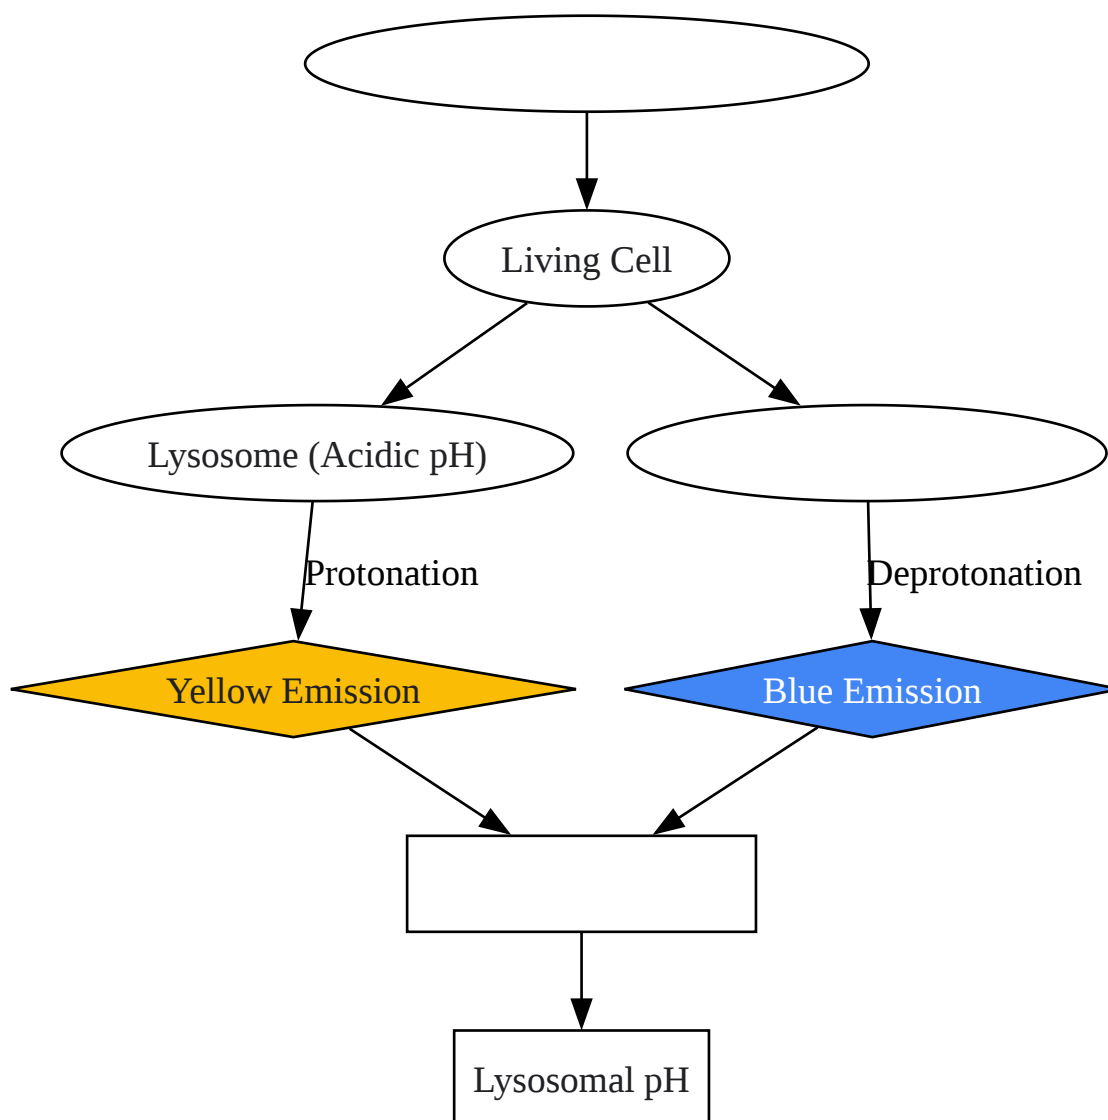 Living Cell
Lysosome (Acidic pH)
Protonation
Deprotonation
Yellow Emission
Blue Emission
Lysosomal pH